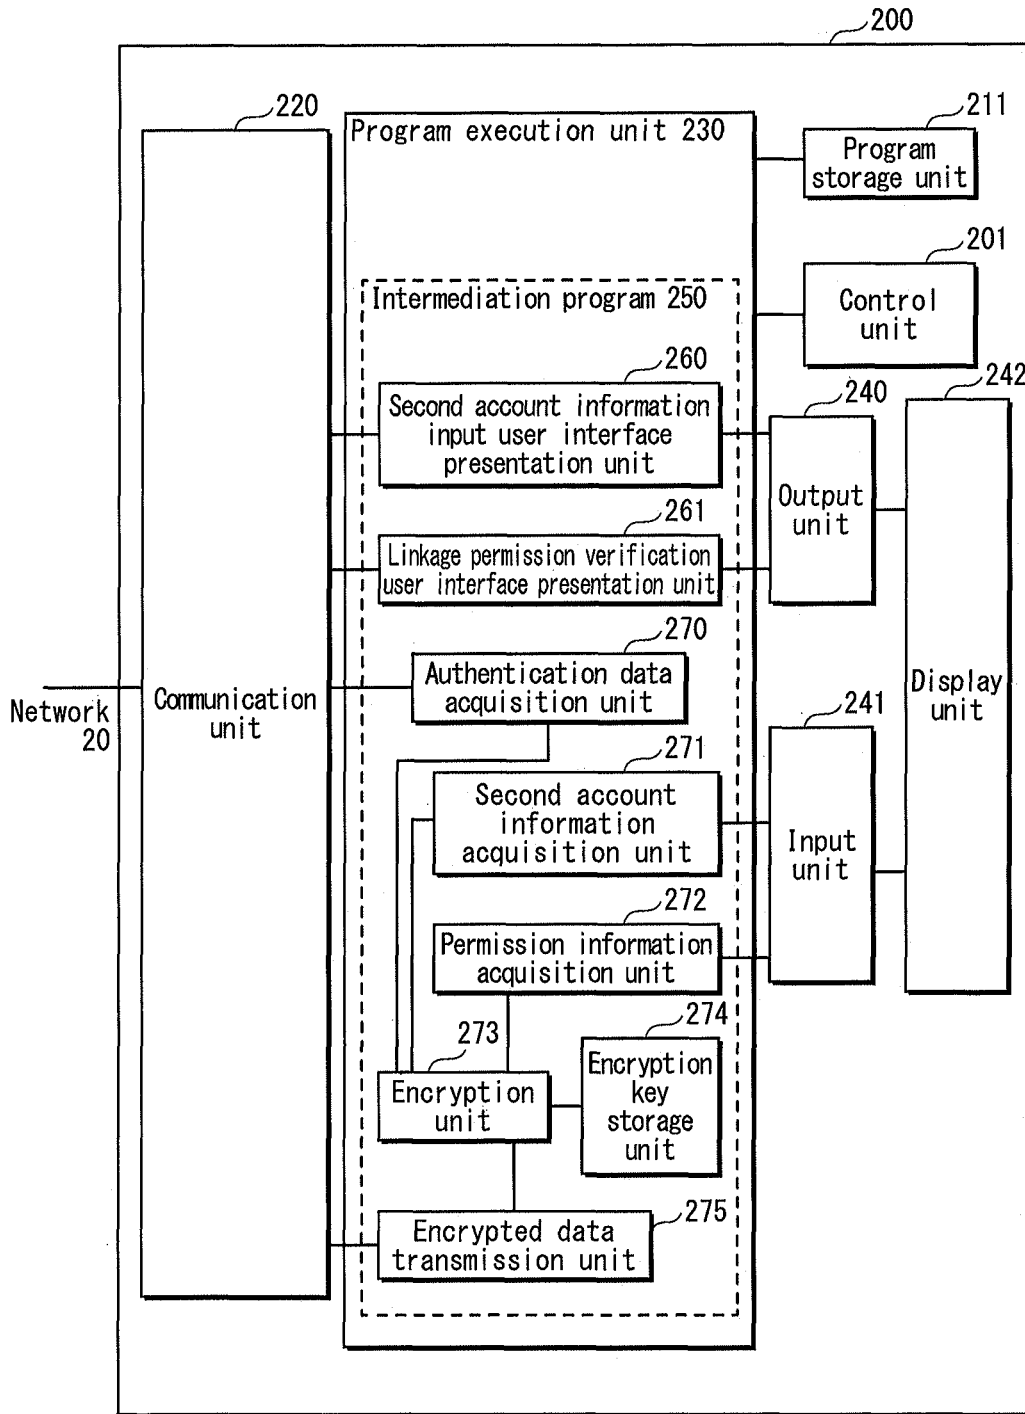 200
220
Program execution unit 230
211
Program
storage unit
201
Control
unit
Intermediation program 250
260
Second account information
input user interface
presentation unit
240
242
Output
unit
261
Linkage permission verification
user interface presentation unit
270
Authentication data
acquisition unit
Network
20
Communication
unit
Display
unit
241
271
Second account
information
acquisition unit
Input
unit
272
Permission information
acquisition unit
273
274
Encryption
unit
Encryption
key
storage
unit
275
Encrypted data
transmission unit